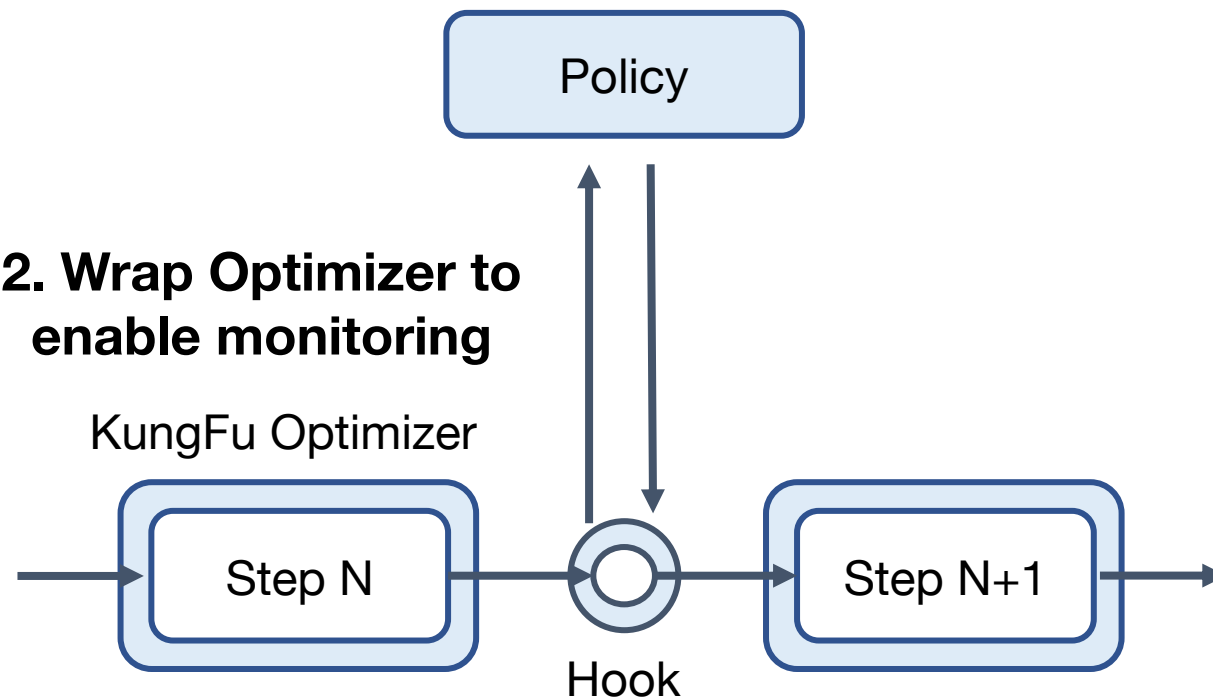 Policy
2. Wrap Optimizer to
enable monitoring
KungFu Optimizer
Step N
Step N+1
Hook